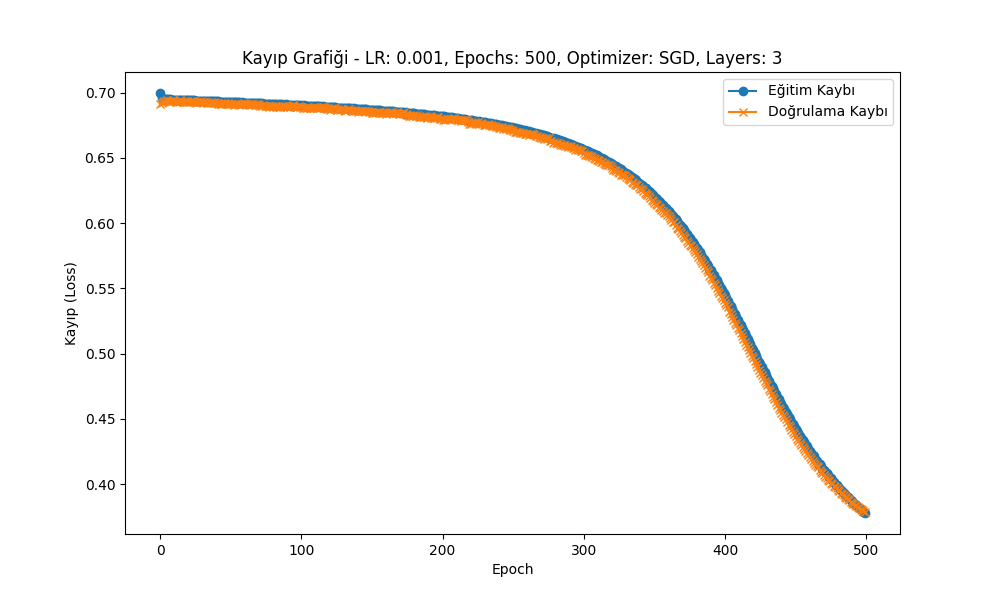 Kayıp Grafiği - LR: 0.001, Epochs: 500, Optimizer: SGD, Layers: 3
Eğitim Kaybı
Doğrulama Kaybı
Kayıp (Loss)
0.70
0.65
0.60
0.55
0.50
0.45
0.40
0
100
200
300
400
500
Epoch